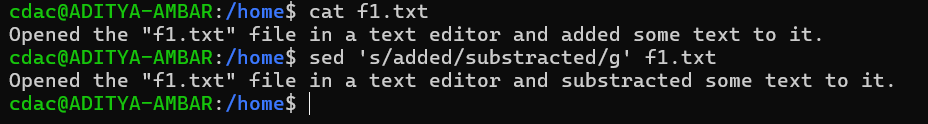 cdac@ADITYA-AMBAR:/home$ cat f1.txt
Opened the "f1.txt" file in a text editor and added some text to it.
cdac@ADITYA-AMBAR:/home$ sed 's/added/substracted/g' f1.txt
Opened the "f1.txt" file in a text editor and substracted some text to it.
cdac@ADITYA-AMBAR:/home$